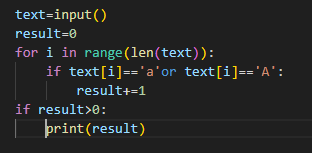 text=input()
result=0
for i in range(len(text)):
    if text[i]=='a'or text[i]=='A':
        result+=1
if result>0:
    print(result)